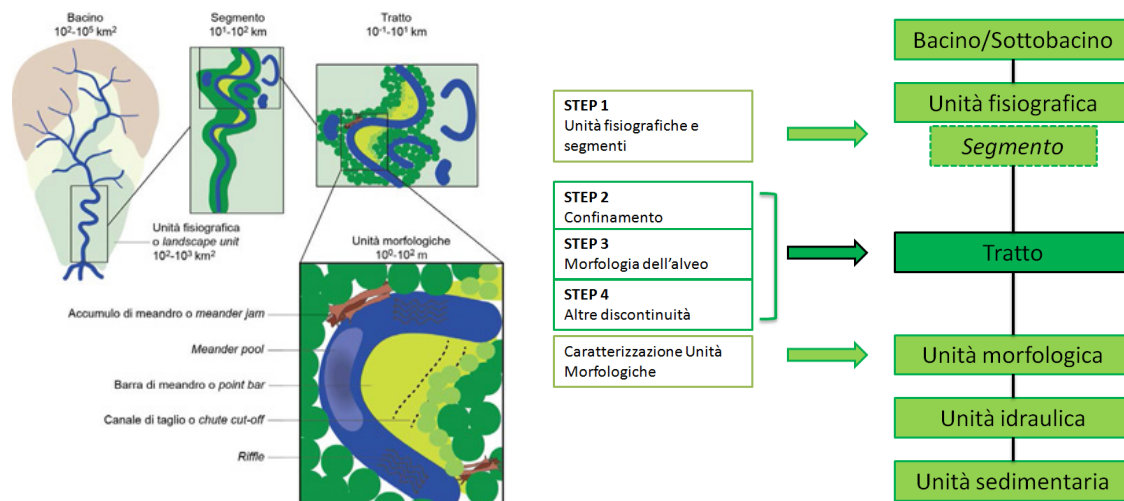 Bacino
10²-10⁵ km²
Segmento
10¹-10² km
Tratto
10⁻¹-10¹ km
Unità fisiografica
o landscape unit
10²-10³ km²
Unità morfologiche
10⁰-10² m
Accumulo di meandro o meander jam
Meander pool
Barra di meandro o point bar
Canale di taglio o chute cut-off
Riffle
STEP 1
Unità fisiografiche e
segmenti
STEP 2
Confinamento
STEP 3
Morfologia dell'alveo
STEP 4
Altre discontinuità
Caratterizzazione Unità
Morfologiche
Bacino/Sottobacino
Unità fisiografica
Segmento
Tratto
Unità morfologica
Unità idraulica
Unità sedimentaria